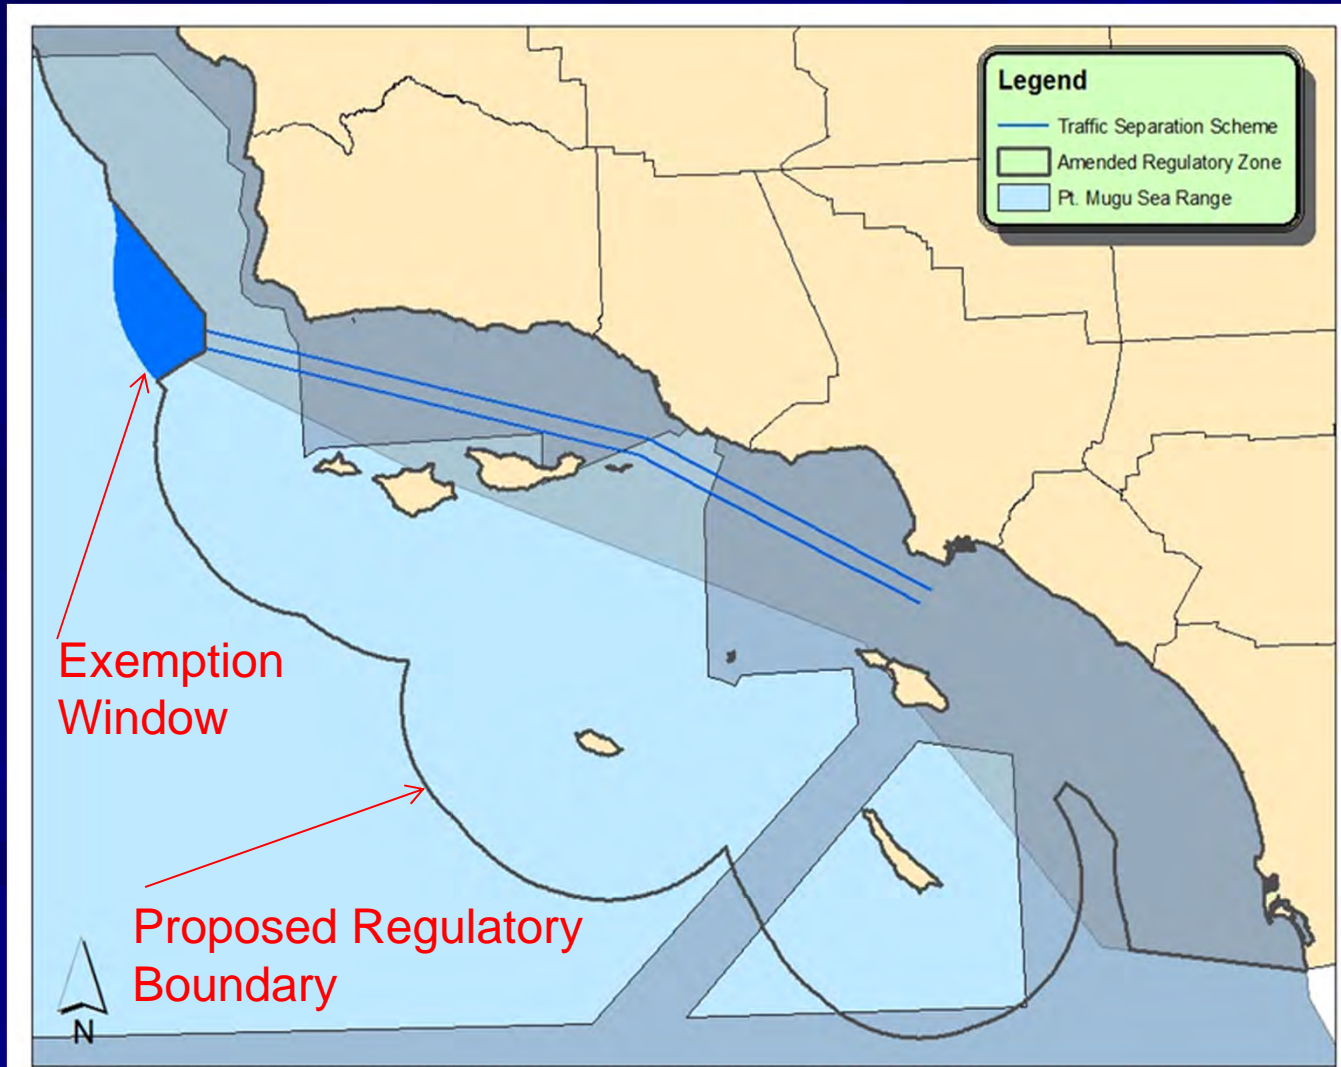 Legend
Traffic Separation Scheme
Amended Regulatory Zone
Pt. Mugu Sea Range
Exemption
Window
Proposed Regulatory
Boundary
N